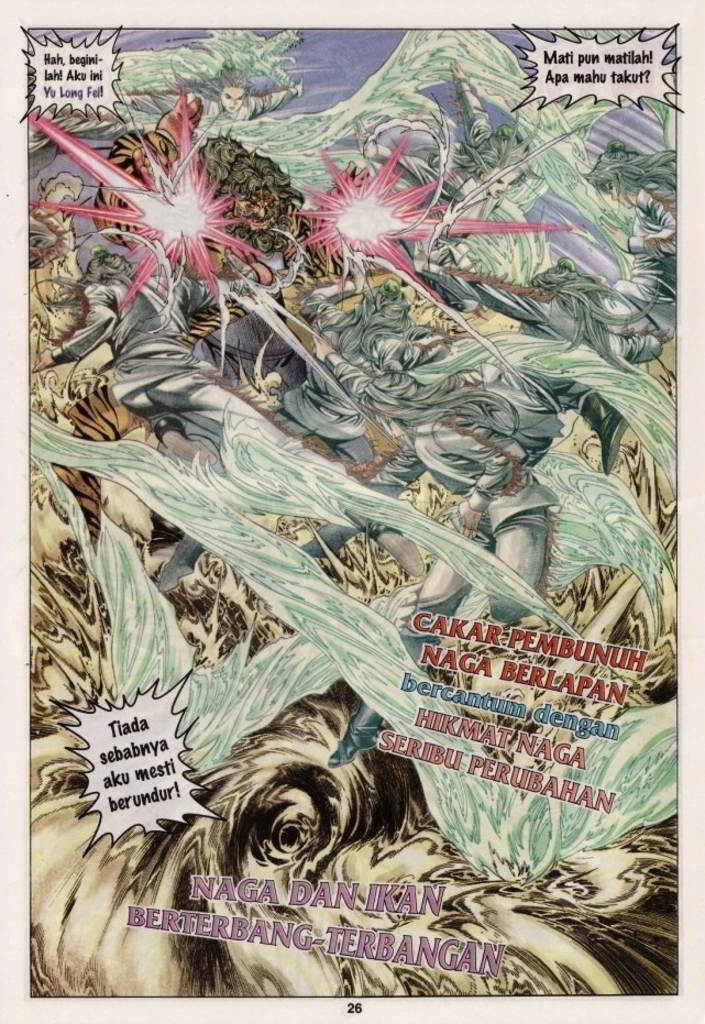 Hah, begini-
lah! Aku ini
Yu Long Fei!
Mati pun matilah!
Apa mahu takut?
CAKAR PEMBUNUH
NAGA BERLAPAN
bercantum dengan
HIKMAT NAGA
SERIBU PERUBAHAN
Tiada
sebabnya
aku mesti
berundur!
NAGA DAN IKAN
BERTERBANG-TERBANGAN
26